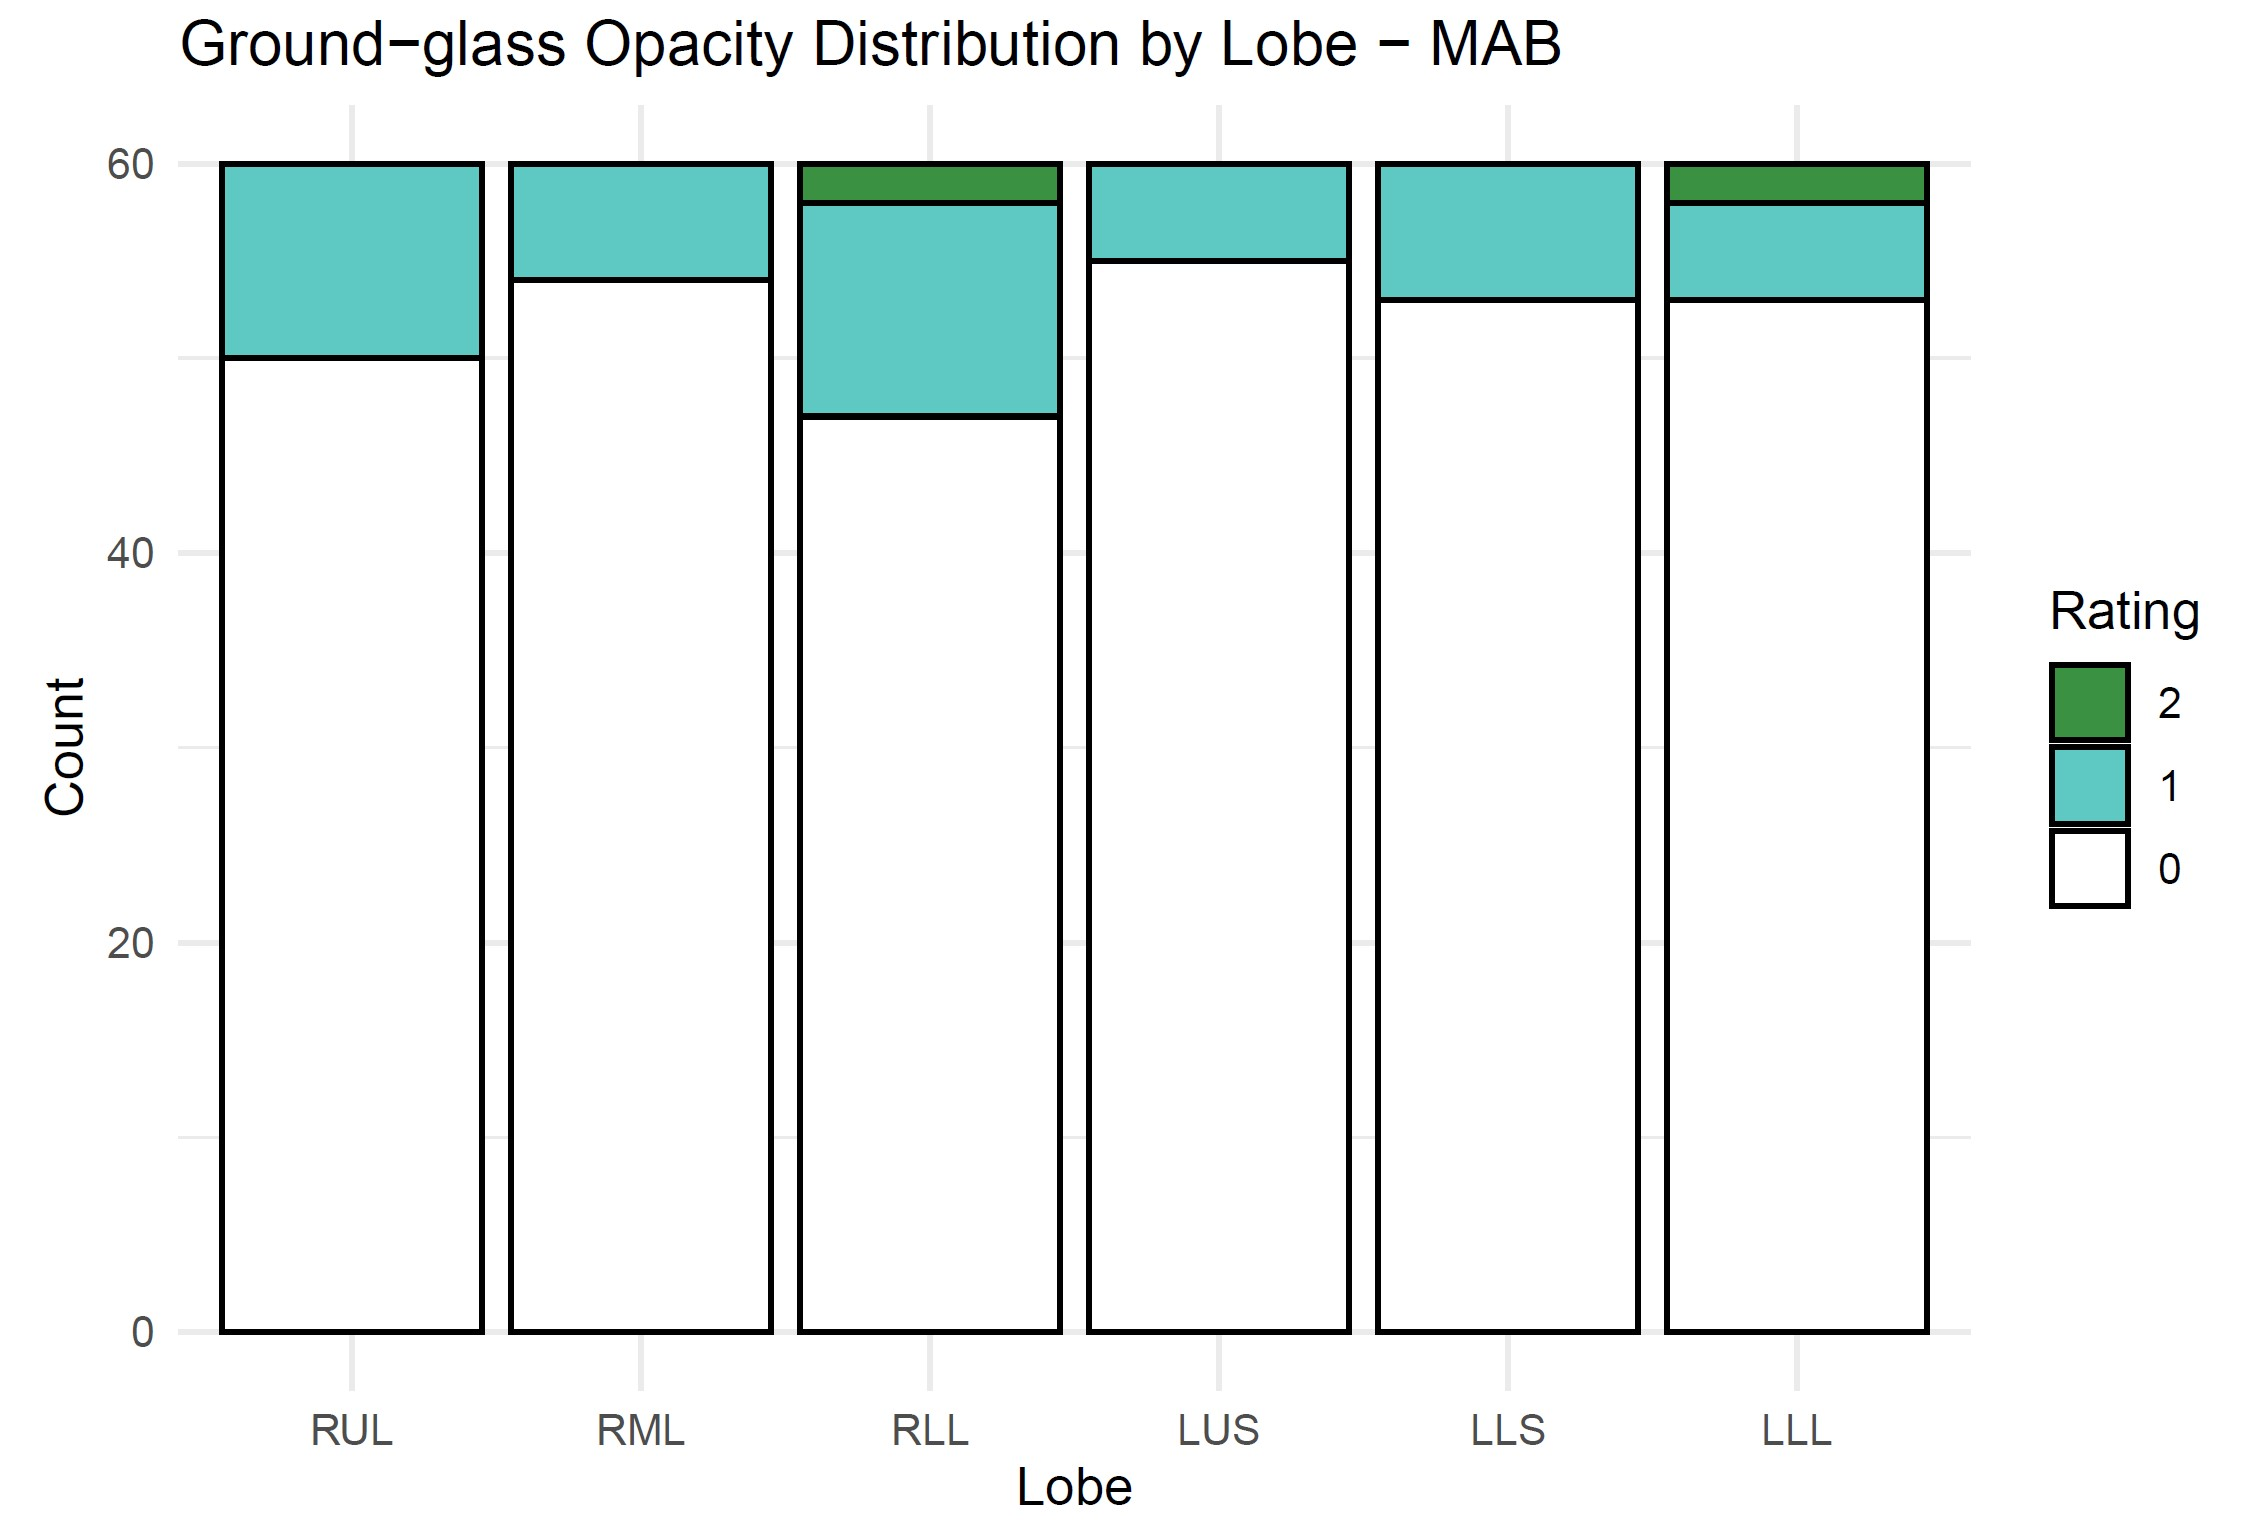 Ground−glass Opacity Distribution by Lobe − MAB
60
40
20
0
Count
RUL RML RLL LUS LLS LLL
Lobe
Rating
2
1
0